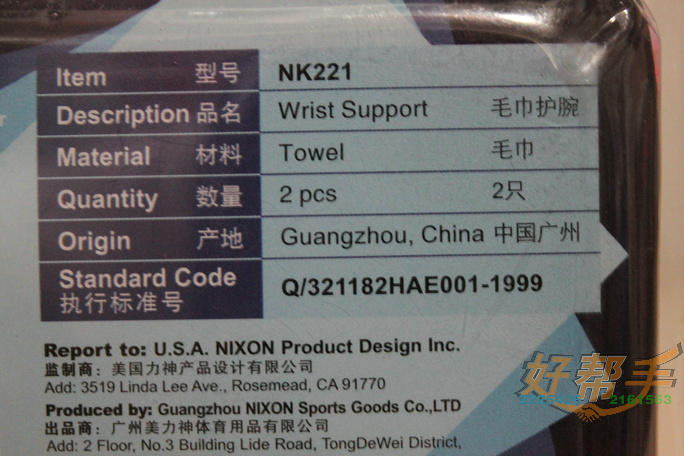 Item 型号 NK221
Description 品名 Wrist Support 毛巾护腕
Material 材料 Towel 毛巾
Quantity 数量 2 pcs 2只
Origin 产地 Guangzhou, China 中国广州
Standard Code Q/321182HAE001-1999
执行标准号
Report to: U.S.A. NIXON Product Design Inc.
监制商: 美国力神产品设计有限公司
Add: 3519 Linda Lee Ave., Rosemead, CA 91770
Produced by: Guangzhou NIXON Sports Goods Co.,LTD
出品商: 广州美力神体育用品有限公司
Add: 2 Floor, No.3 Building Lide Road, TongDeWei District,
好帮手
2161563